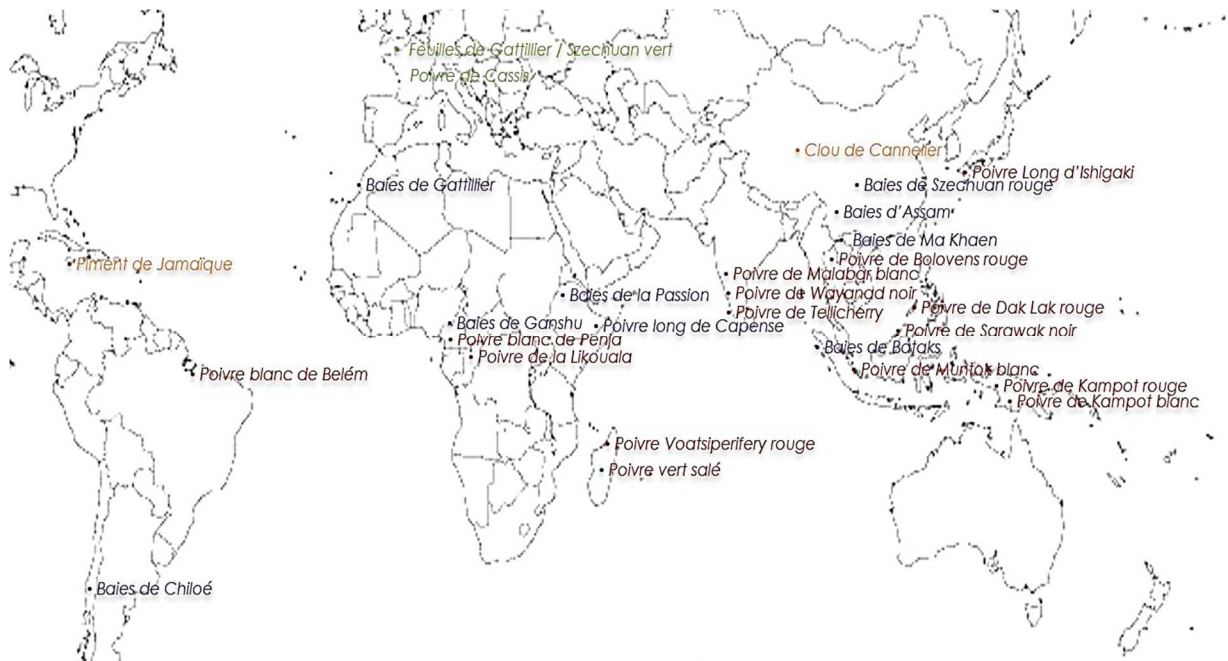 Feuilles de Gattillier / Szechuan vert
Poivre de Cassis
Clou de Cannelier
Poivre Long d'Ishigaki
Baies de Gattillier
Baies de Szechuan rouge
Baies d'Assam
Baies de Ma Khaen
Poivre de Bolovens rouge
Piment de Jamaïque
Poivre de Malabar blanc
Baies de la Passion
Poivre de Wayanad noir
Poivre de Dak Lak rouge
Poivre de Tellicherry
Baies de Ganshu
Poivre long de Capense
Poivre de Sarawak noir
Poivre blanc de Penja
Baies de Bataks
Poivre de la Likouala
Poivre de Muntok blanc
Poivre blanc de Belém
Poivre de Kampot rouge
Poivre de Kampot blanc
Poivre Voatsiperifery rouge
Poivre vert salé
Baies de Chiloé